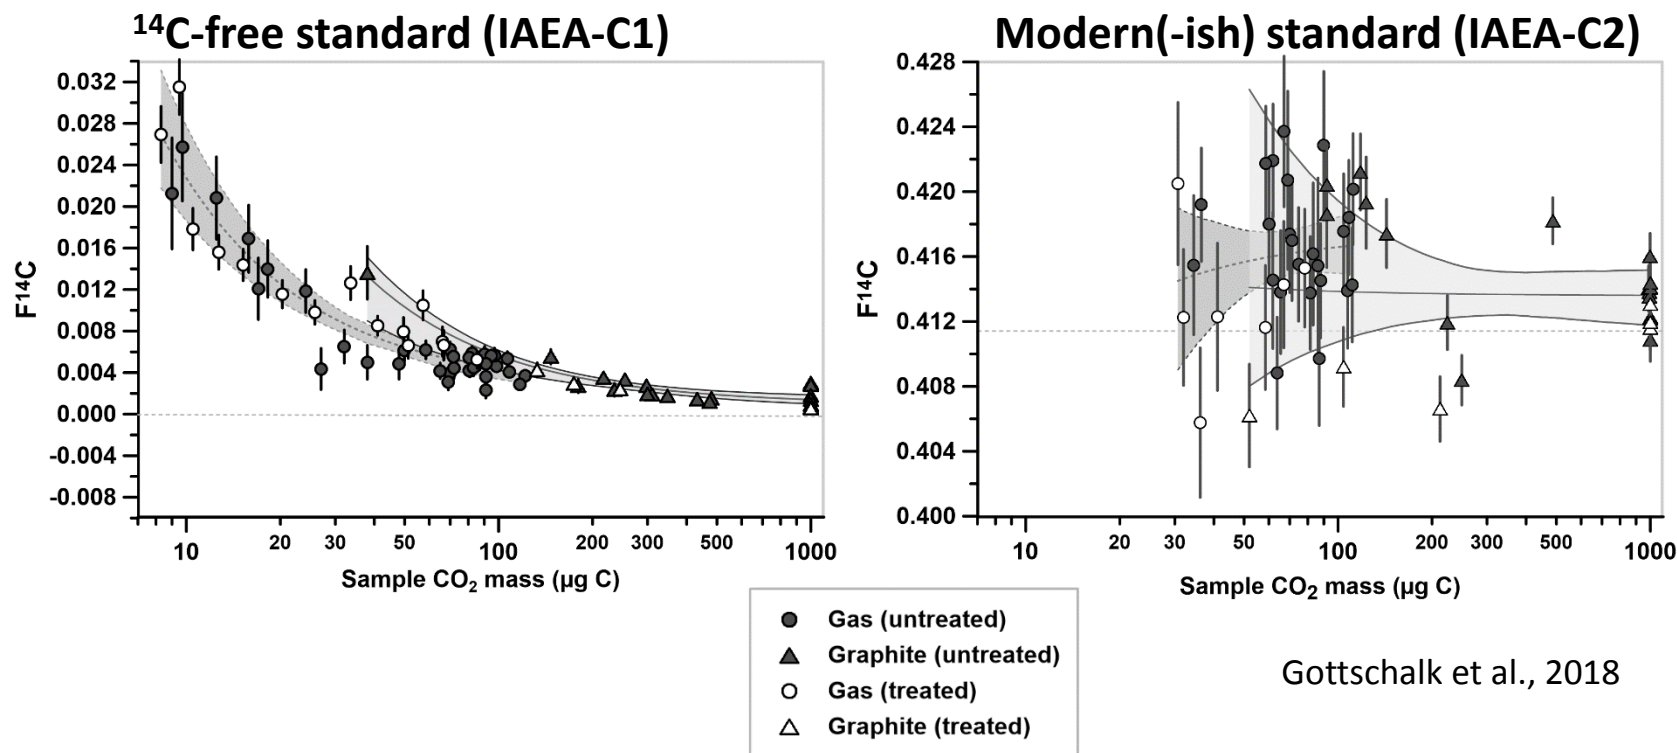 ¹⁴C-free standard (IAEA-C1)
0.032
0.028
0.024
0.020
0.016
0.012
0.008
0.004
0.000
-0.004
-0.008
F¹⁴C
10 20 30 50 100 200 300 500 1000
Sample CO₂ mass (µg C)
Modern(-ish) standard (IAEA-C2)
0.428
0.424
0.420
0.416
0.412
0.408
0.404
0.400
F¹⁴C
10 20 30 50 100 200 300 500 1000
Sample CO₂ mass (µg C)
Gas (untreated)
Graphite (untreated)
Gas (treated)
Graphite (treated)
Gottschalk et al., 2018